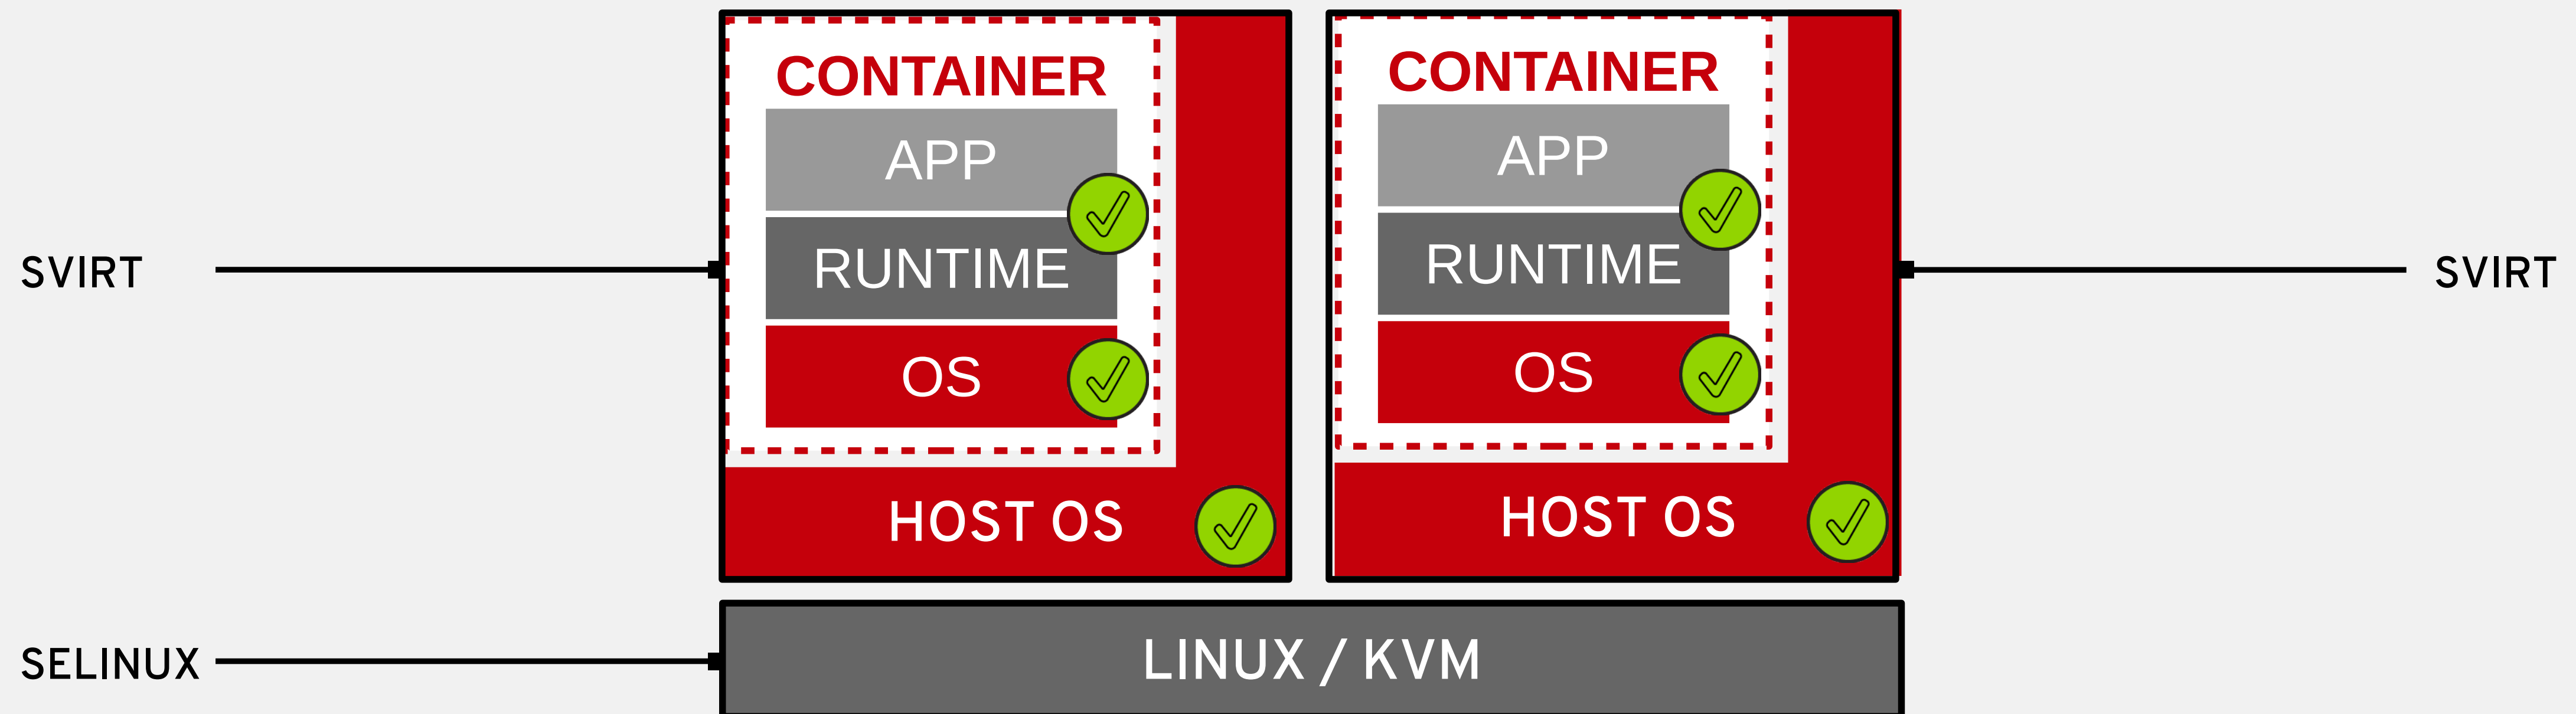 SVIRT
CONTAINER
APP
RUNTIME
OS
HOST OS
CONTAINER
APP
RUNTIME
OS
HOST OS
SVIRT
SELINUX
LINUX / KVM